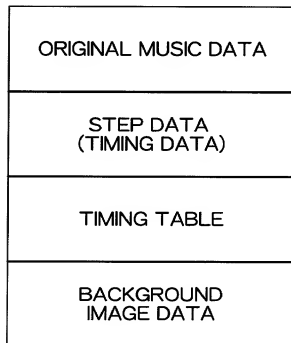 ORIGINAL MUSIC DATA
STEP DATA
(TIMING DATA)
TIMING TABLE
BACKGROUND
IMAGE DATA